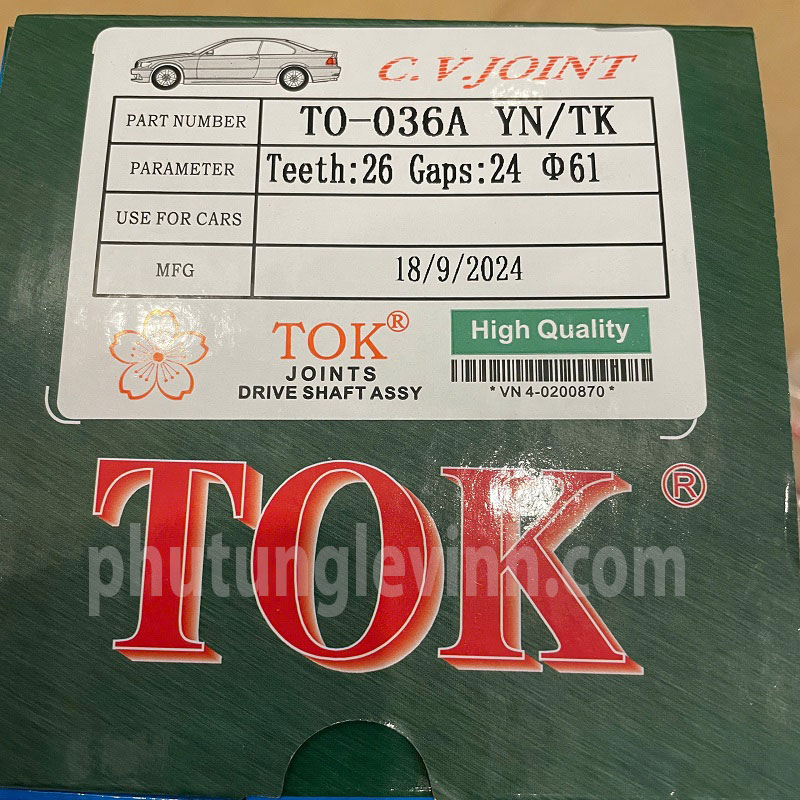 C.V.JOINT
PART NUMBER TO-036A YN/TK
PARAMETER Teeth:26 Gaps:24 Φ61
USE FOR CARS
MFG 18/9/2024
TOK®
JOINTS
DRIVE SHAFT ASSY
High Quality
* VN 4-0200870 *
TOK®
phutunglevinh.com